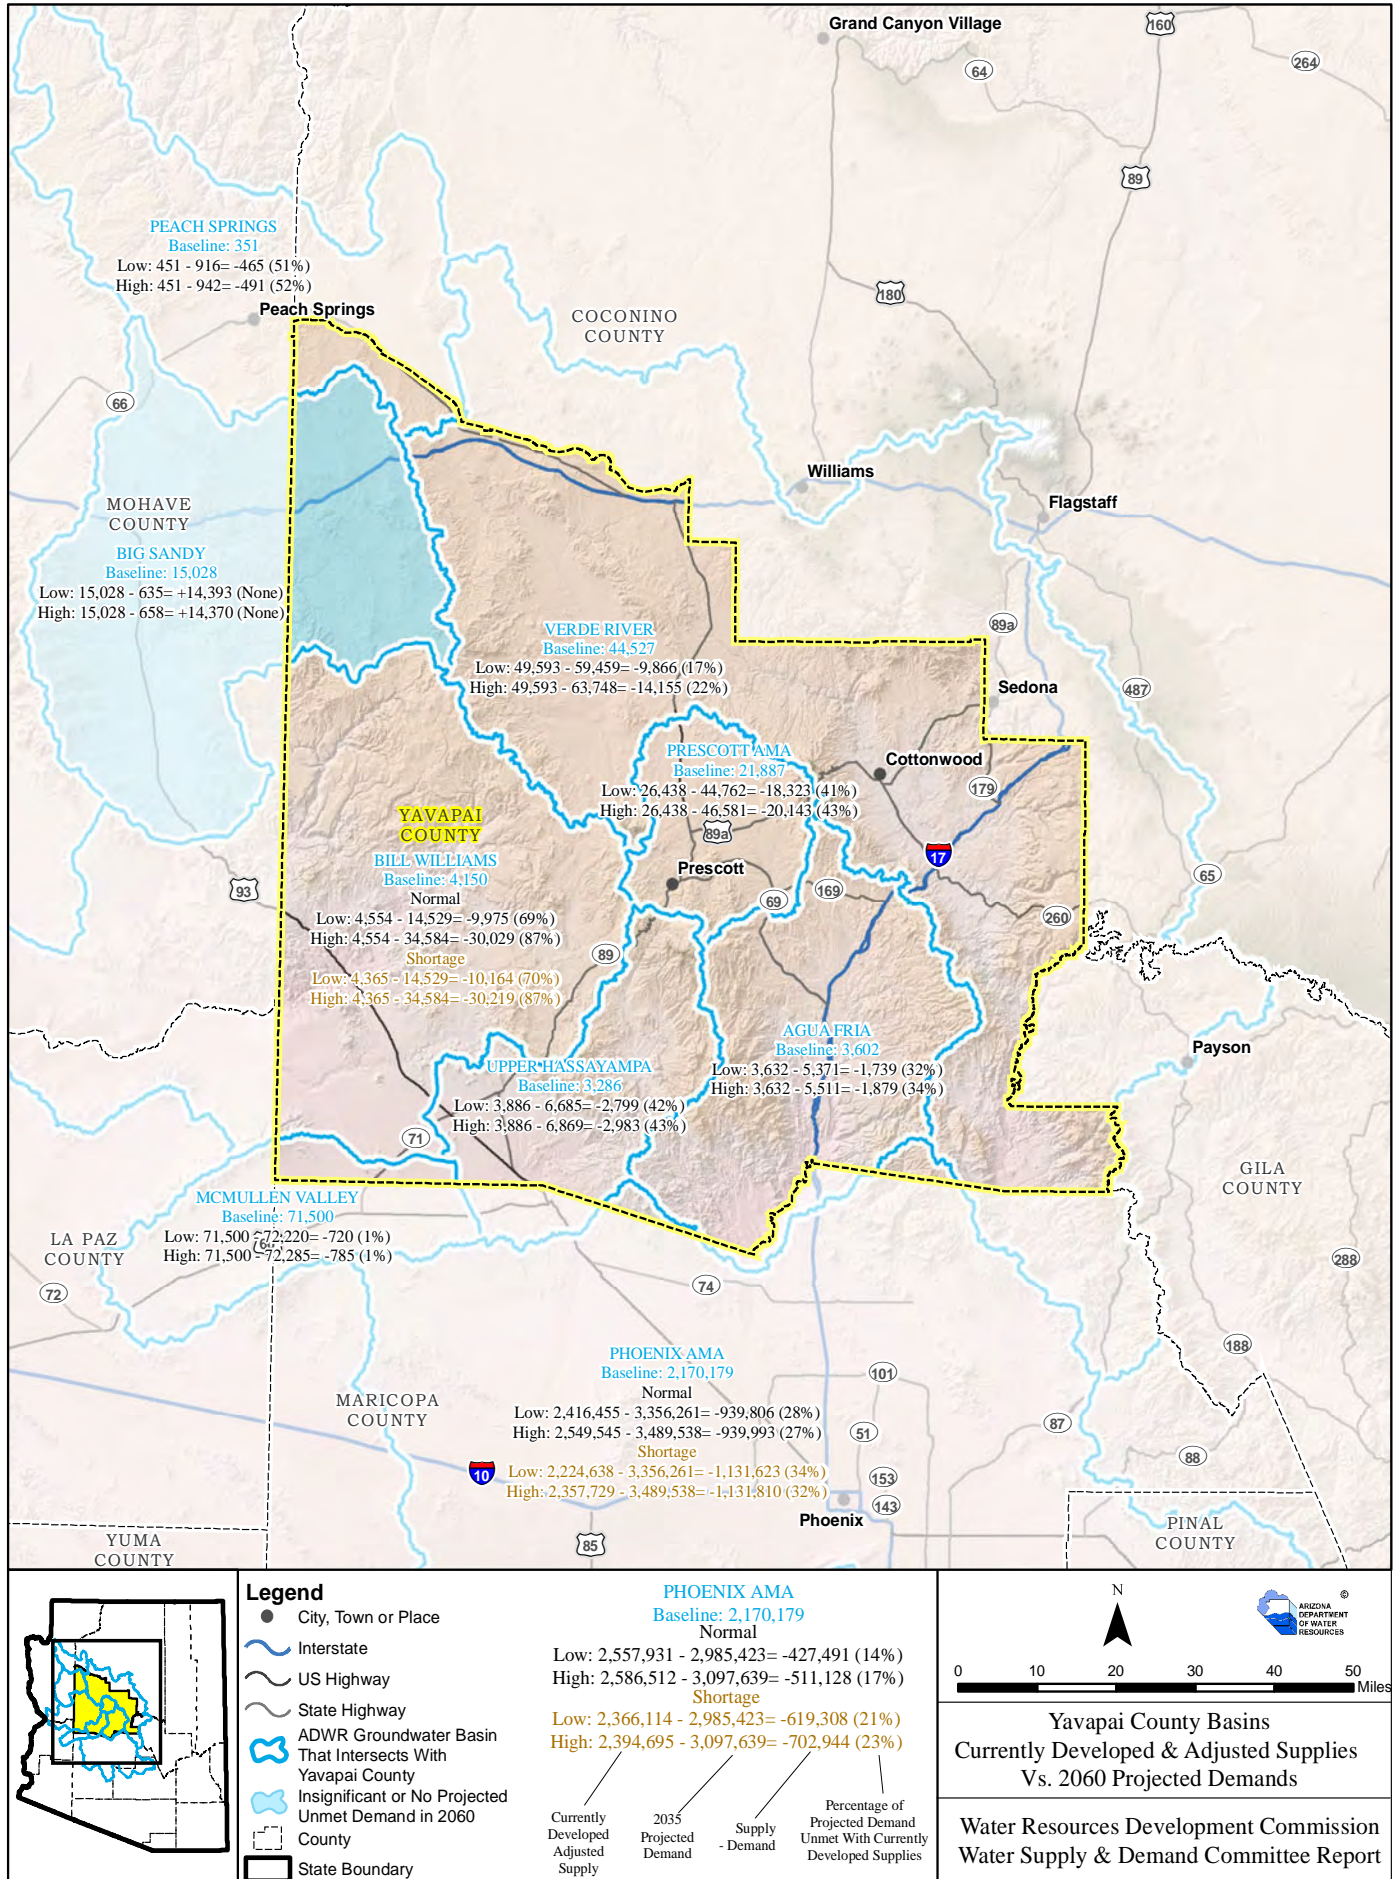 Grand Canyon Village
160
64
264
89
PEACH SPRINGS
Baseline: 351
Low: 451 - 916= -465 (51%)
High: 451 - 942= -491 (52%)
Peach Springs
180
COCONINO
COUNTY
66
Williams
Flagstaff
MOHAVE
COUNTY
BIG SANDY
Baseline: 15,028
Low: 15,028 - 635= +14,393 (None)
High: 15,028 - 658= +14,370 (None)
89a
VERDE RIVER
Baseline: 44,527
Low: 49,593 - 59,459= -9,866 (17%)
High: 49,593 - 63,748= -14,155 (22%)
Sedona
487
PRESCOTT AMA
Baseline: 21,887
Low: 26,438 - 44,762= -18,323 (41%)
High: 26,438 - 46,581= -20,143 (43%)
89a
Cottonwood
179
YAVAPAI
COUNTY
BILL WILLIAMS
Baseline: 4,150
Normal
Low: 4,554 - 14,529= -9,975 (69%)
High: 4,554 - 34,584= -30,029 (87%)
Shortage
Low: 4,365 - 14,529= -10,164 (70%)
High: 4,365 - 34,584= -30,219 (87%)
17
Prescott
93
69
169
65
260
89
AGUA FRIA
Baseline: 3,602
Low: 3,632 - 5,371= -1,739 (32%)
High: 3,632 - 5,511= -1,879 (34%)
Payson
UPPER HASSAYAMPA
Baseline: 3,286
Low: 3,886 - 6,685= -2,799 (42%)
High: 3,886 - 6,869= -2,983 (43%)
71
GILA
COUNTY
MCMULLEN VALLEY
Baseline: 71,500
Low: 71,500 - 72,220= -720 (1%)
High: 71,500 - 72,285= -785 (1%)
LA PAZ
COUNTY
72
74
288
188
PHOENIX AMA
Baseline: 2,170,179
Normal
Low: 2,416,455 - 3,356,261= -939,806 (28%)
High: 2,549,545 - 3,489,538= -939,993 (27%)
Shortage
Low: 2,224,638 - 3,356,261= -1,131,623 (34%)
High: 2,357,729 - 3,489,538= -1,131,810 (32%)
101
MARICOPA
COUNTY
51
87
88
10
153
143
Phoenix
PINAL
COUNTY
YUMA
COUNTY
85
Legend
City, Town or Place
Interstate
US Highway
State Highway
ADWR Groundwater Basin
That Intersects With
Yavapai County
Insignificant or No Projected
Unmet Demand in 2060
County
State Boundary
PHOENIX AMA
Baseline: 2,170,179
Normal
Low: 2,557,931 - 2,985,423= -427,491 (14%)
High: 2,586,512 - 3,097,639= -511,128 (17%)
Shortage
Low: 2,366,114 - 2,985,423= -619,308 (21%)
High: 2,394,695 - 3,097,639= -702,944 (23%)
Currently
Developed
Adjusted
Supply
2035
Projected
Demand
Supply
- Demand
Percentage of
Projected Demand
Unmet With Currently
Developed Supplies
N
©
ARIZONA
DEPARTMENT
OF WATER
RESOURCES
0 10 20 30 40 50
Miles
Yavapai County Basins
Currently Developed & Adjusted Supplies
Vs. 2060 Projected Demands
Water Resources Development Commission
Water Supply & Demand Committee Report